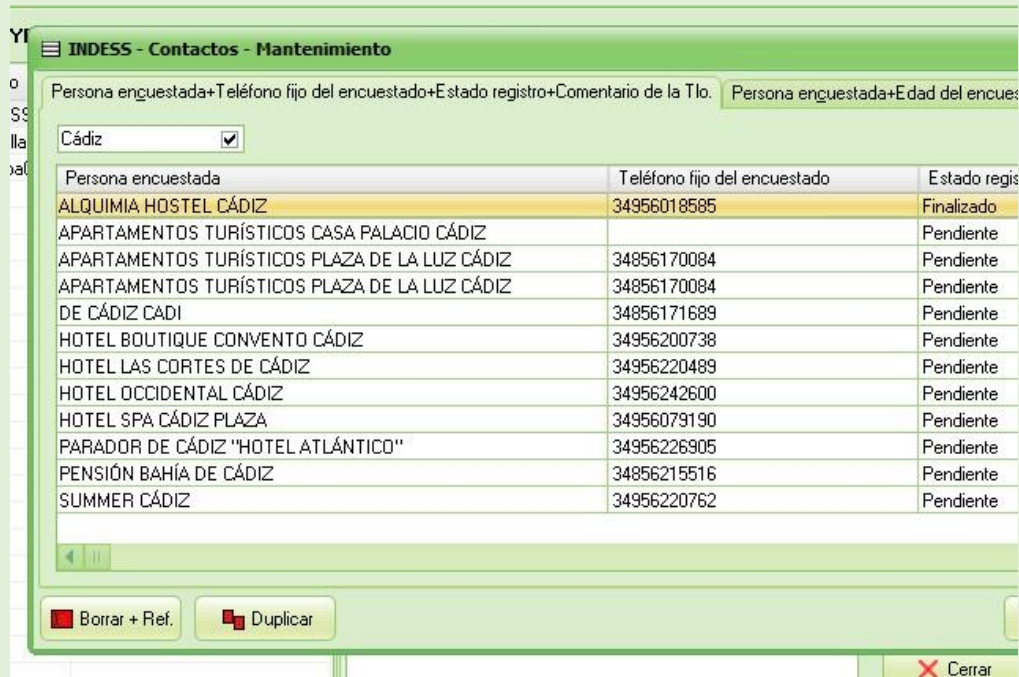 INDESS - Contactos - Mantenimiento
Persona encuestada+Teléfono fijo del encuestado+Estado registro+Comentario de la Tlo. Persona encuestada+Edad del encues
Cádiz
Persona encuestada Teléfono fijo del encuestado Estado regis
ALQUIMIA HOSTEL CÁDIZ 34956018585 Finalizado
APARTAMENTOS TURÍSTICOS CASA PALACIO CÁDIZ Pendiente
APARTAMENTOS TURÍSTICOS PLAZA DE LA LUZ CÁDIZ 34856170084 Pendiente
APARTAMENTOS TURÍSTICOS PLAZA DE LA LUZ CÁDIZ 34856170084 Pendiente
DE CÁDIZ CADI 34856171689 Pendiente
HOTEL BOUTIQUE CONVENTO CÁDIZ 34956200738 Pendiente
HOTEL LAS CORTES DE CÁDIZ 34956220489 Pendiente
HOTEL OCCIDENTAL CÁDIZ 34956242600 Pendiente
HOTEL SPA CÁDIZ PLAZA 34956079190 Pendiente
PARADOR DE CÁDIZ "HOTEL ATLÁNTICO" 34956226905 Pendiente
PENSIÓN BAHÍA DE CÁDIZ 34856215516 Pendiente
SUMMER CÁDIZ 34956220762 Pendiente
Borrar + Ref. Duplicar
Cerrar